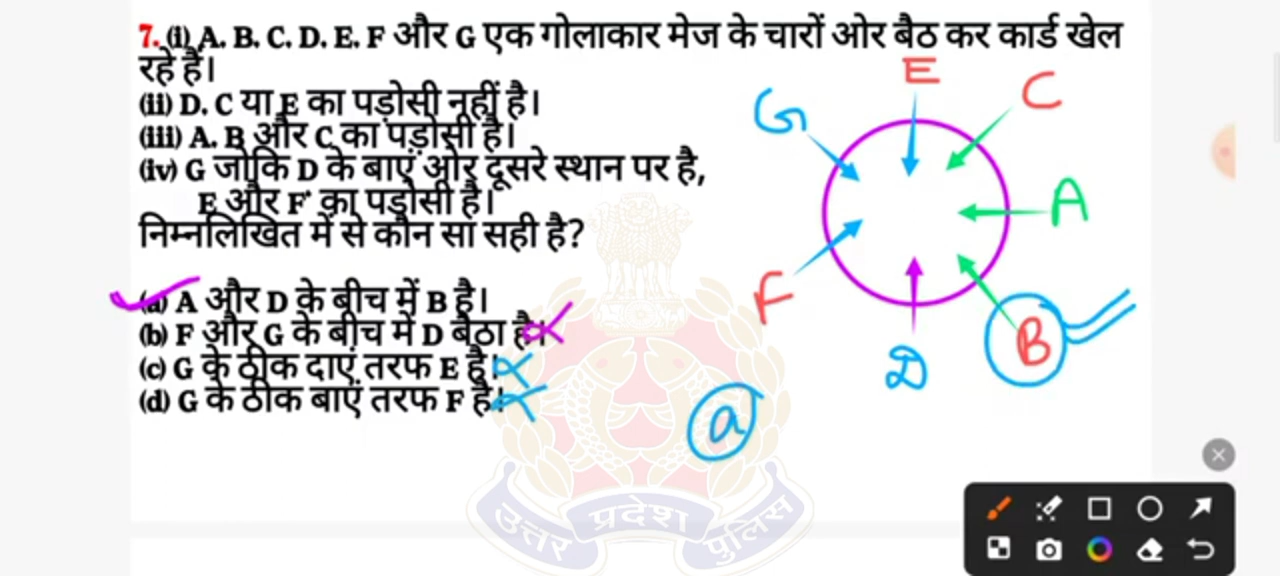 7. (i) A. B. C. D. E. F और G एक गोलाकार मेज के चारों ओर बैठ कर कार्ड खेल
रहे है।
(ii) D. C या E का पड़ोसी नहीं है।
(iii) A. B और C का पड़ोसी है।
(iv) G जोकि D के बाएं ओर दूसरे स्थान पर है,
E और F का पड़ोसी है।
निम्नलिखित में से कौन सा सही है?
(a) A और D के बीच में B है।
(b) F और G के बीच में D बैठा है।
(c) G के ठीक दाएं तरफ E है।
(d) G के ठीक बाएं तरफ F है।
E
C
G
A
F
B
D
a
उत्तर प्रदेश पुलिस